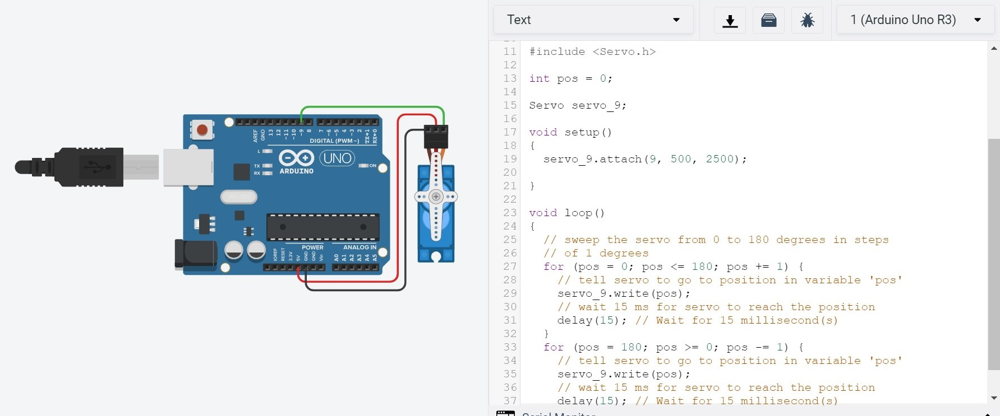 Text
1 (Arduino Uno R3)
11 #include <Servo.h>
12
13 int pos = 0;
14
15 Servo servo_9;
16
17 void setup()
18 {
19   servo_9.attach(9, 500, 2500);
20
21 }
22
23 void loop()
24 {
25   // sweep the servo from 0 to 180 degrees in steps
26   // of 1 degrees
27   for (pos = 0; pos <= 180; pos += 1) {
28     // tell servo to go to position in variable 'pos'
29     servo_9.write(pos);
30     // wait 15 ms for servo to reach the position
31     delay(15); // Wait for 15 millisecond(s)
32   }
33   for (pos = 180; pos >= 0; pos -= 1) {
34     // tell servo to go to position in variable 'pos'
35     servo_9.write(pos);
36     // wait 15 ms for servo to reach the position
37     delay(15); // Wait for 15 millisecond(s)
Serial Monitor
AREF GND 13 12 ~11 ~10 ~9 8 7 ~6 ~5 4 ~3 2 TX→1 RX←0
DIGITAL (PWM~)
L
TX
RX
UNO
ARDUINO
ON
POWER
ANALOG IN
IOREF RESET 3.3V 5V GND GND Vin A0 A1 A2 A3 A4 A5